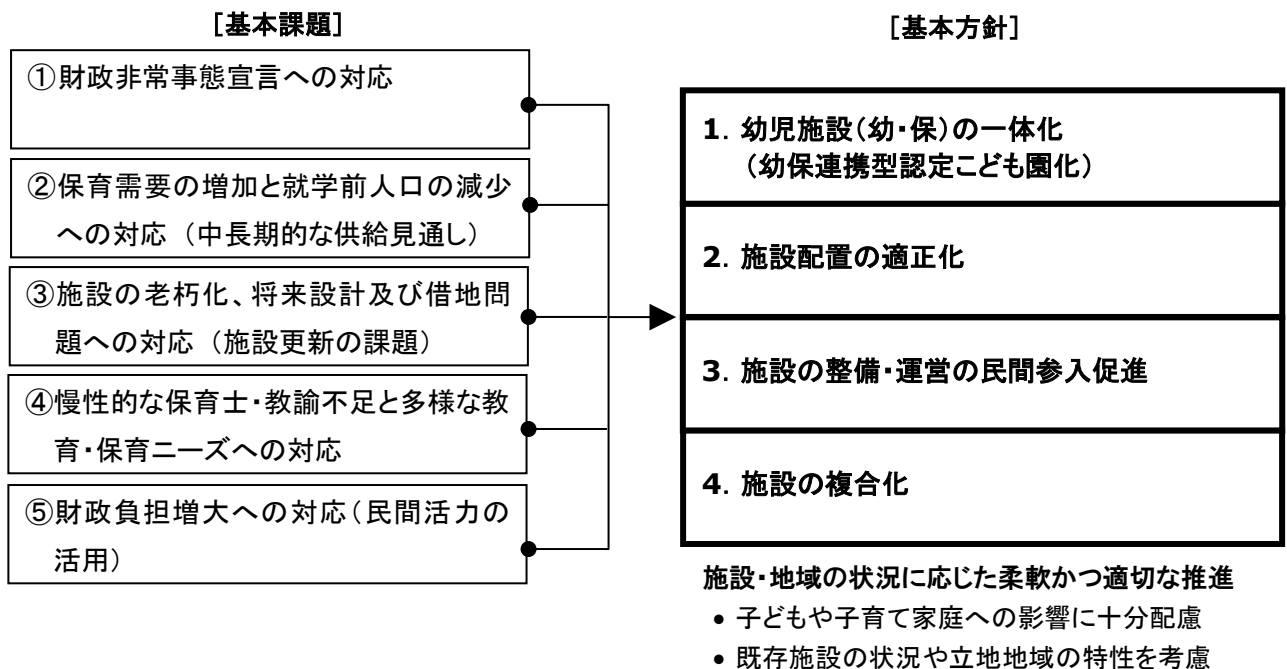 ［基本課題］
①財政非常事態宣言への対応
②保育需要の増加と就学前人口の減少
への対応（中長期的な供給見通し）
③施設の老朽化、将来設計及び借地問
題への対応（施設更新の課題）
④慢性的な保育士・教諭不足と多様な教
育・保育ニーズへの対応
⑤財政負担増大への対応（民間活力の
活用）
［基本方針］
1．幼児施設（幼・保）の一体化
（幼保連携型認定こども園化）
2．施設配置の適正化
3．施設の整備・運営の民間参入促進
4．施設の複合化
施設・地域の状況に応じた柔軟かつ適切な推進
• 子どもや子育て家庭への影響に十分配慮
• 既存施設の状況や立地地域の特性を考慮